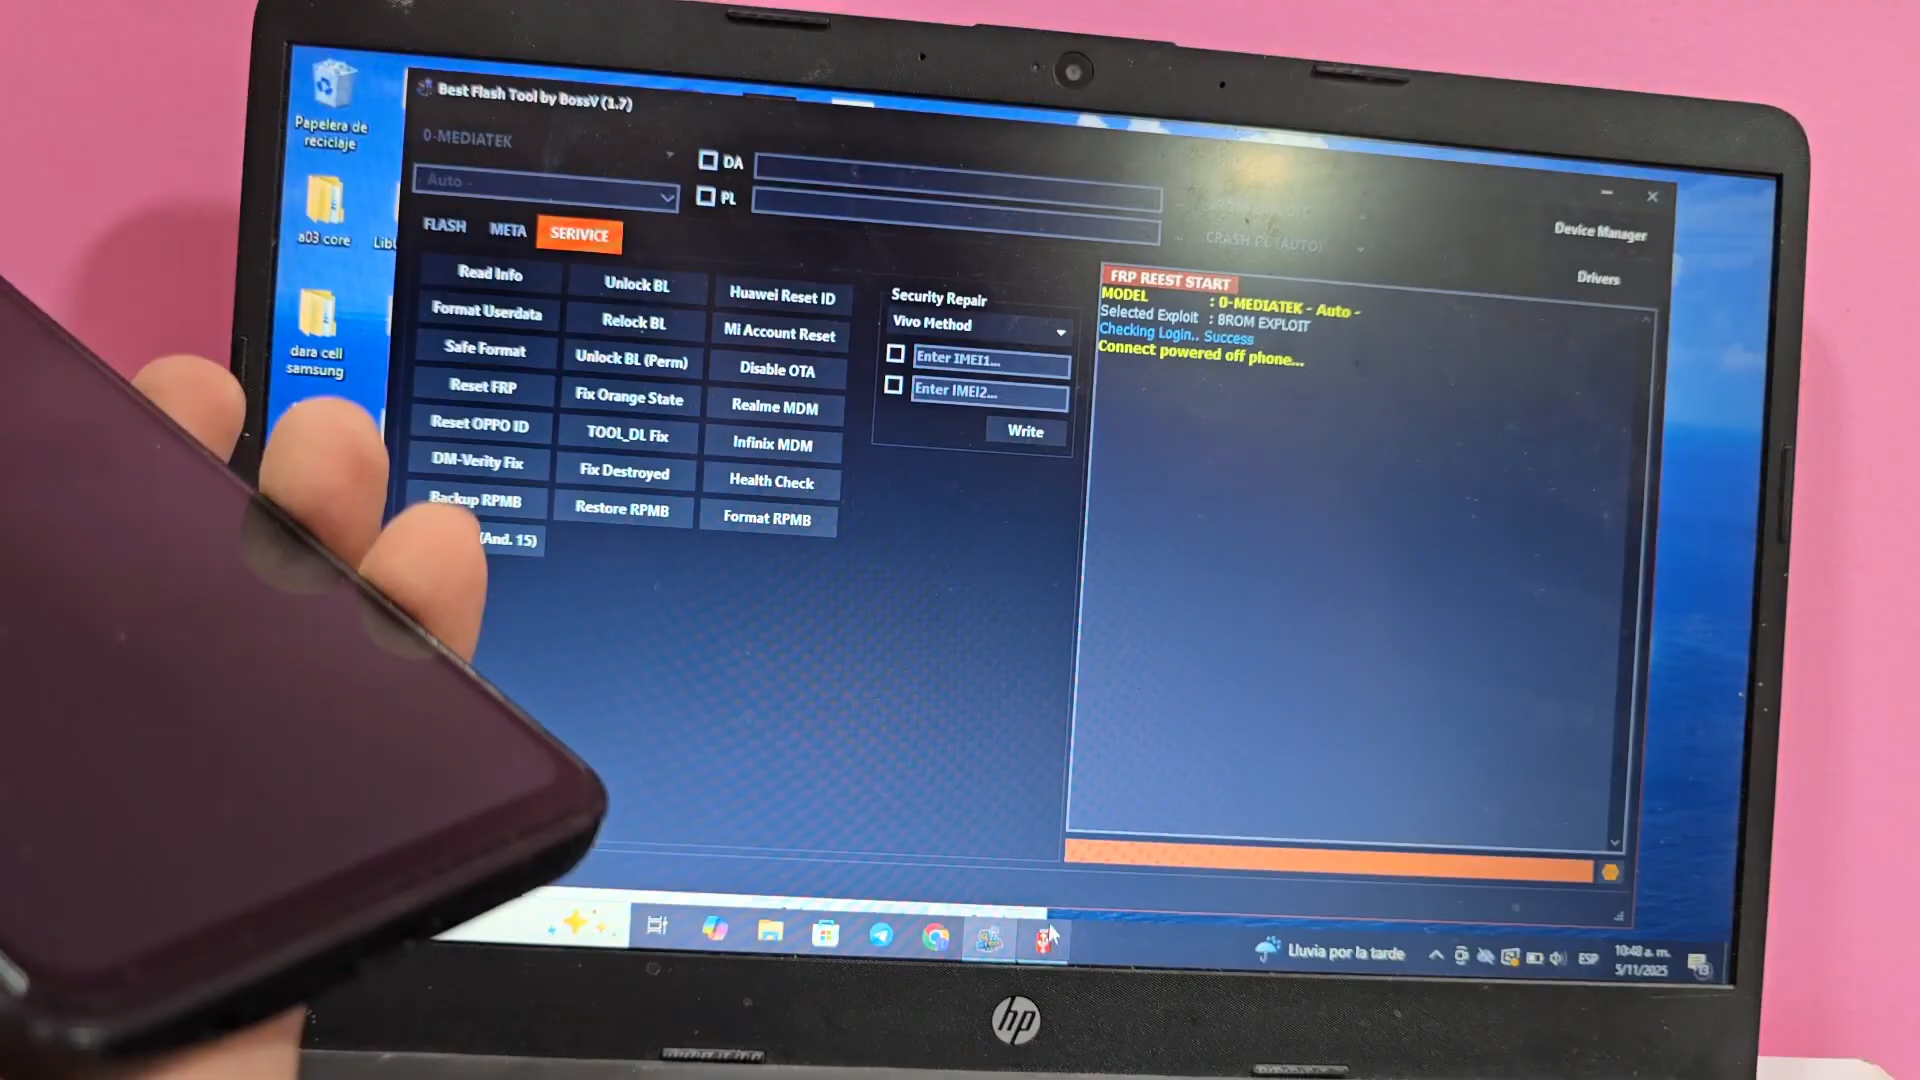 Papelera de
reciclaje
a03 core
dara cell
samsung
Best Flash Tool by BossV (1.7)
0-MEDIATEK
- Auto -
DA
PL
FLASH
META
SERIVICE
Device Manager
Drivers
CRASH PL (AUTO)
Read Info
Unlock BL
Huawei Reset ID
Format Userdata
Relock BL
Mi Account Reset
Safe Format
Unlock BL (Perm)
Disable OTA
Reset FRP
Fix Orange State
Realme MDM
Reset OPPO ID
TOOL_DL Fix
Infinix MDM
DM-Verity Fix
Fix Destroyed
Health Check
Backup RPMB
Restore RPMB
Format RPMB
(And. 15)
Security Repair
Vivo Method
Enter IMEI1...
Enter IMEI2...
Write
FRP REEST START
MODEL : 0-MEDIATEK - Auto -
Selected Exploit : BROM EXPLOIT
Checking Login.. Success
Connect powered off phone...
Lluvia por la tarde
ESP
10:48 a. m.
5/11/2025
hp